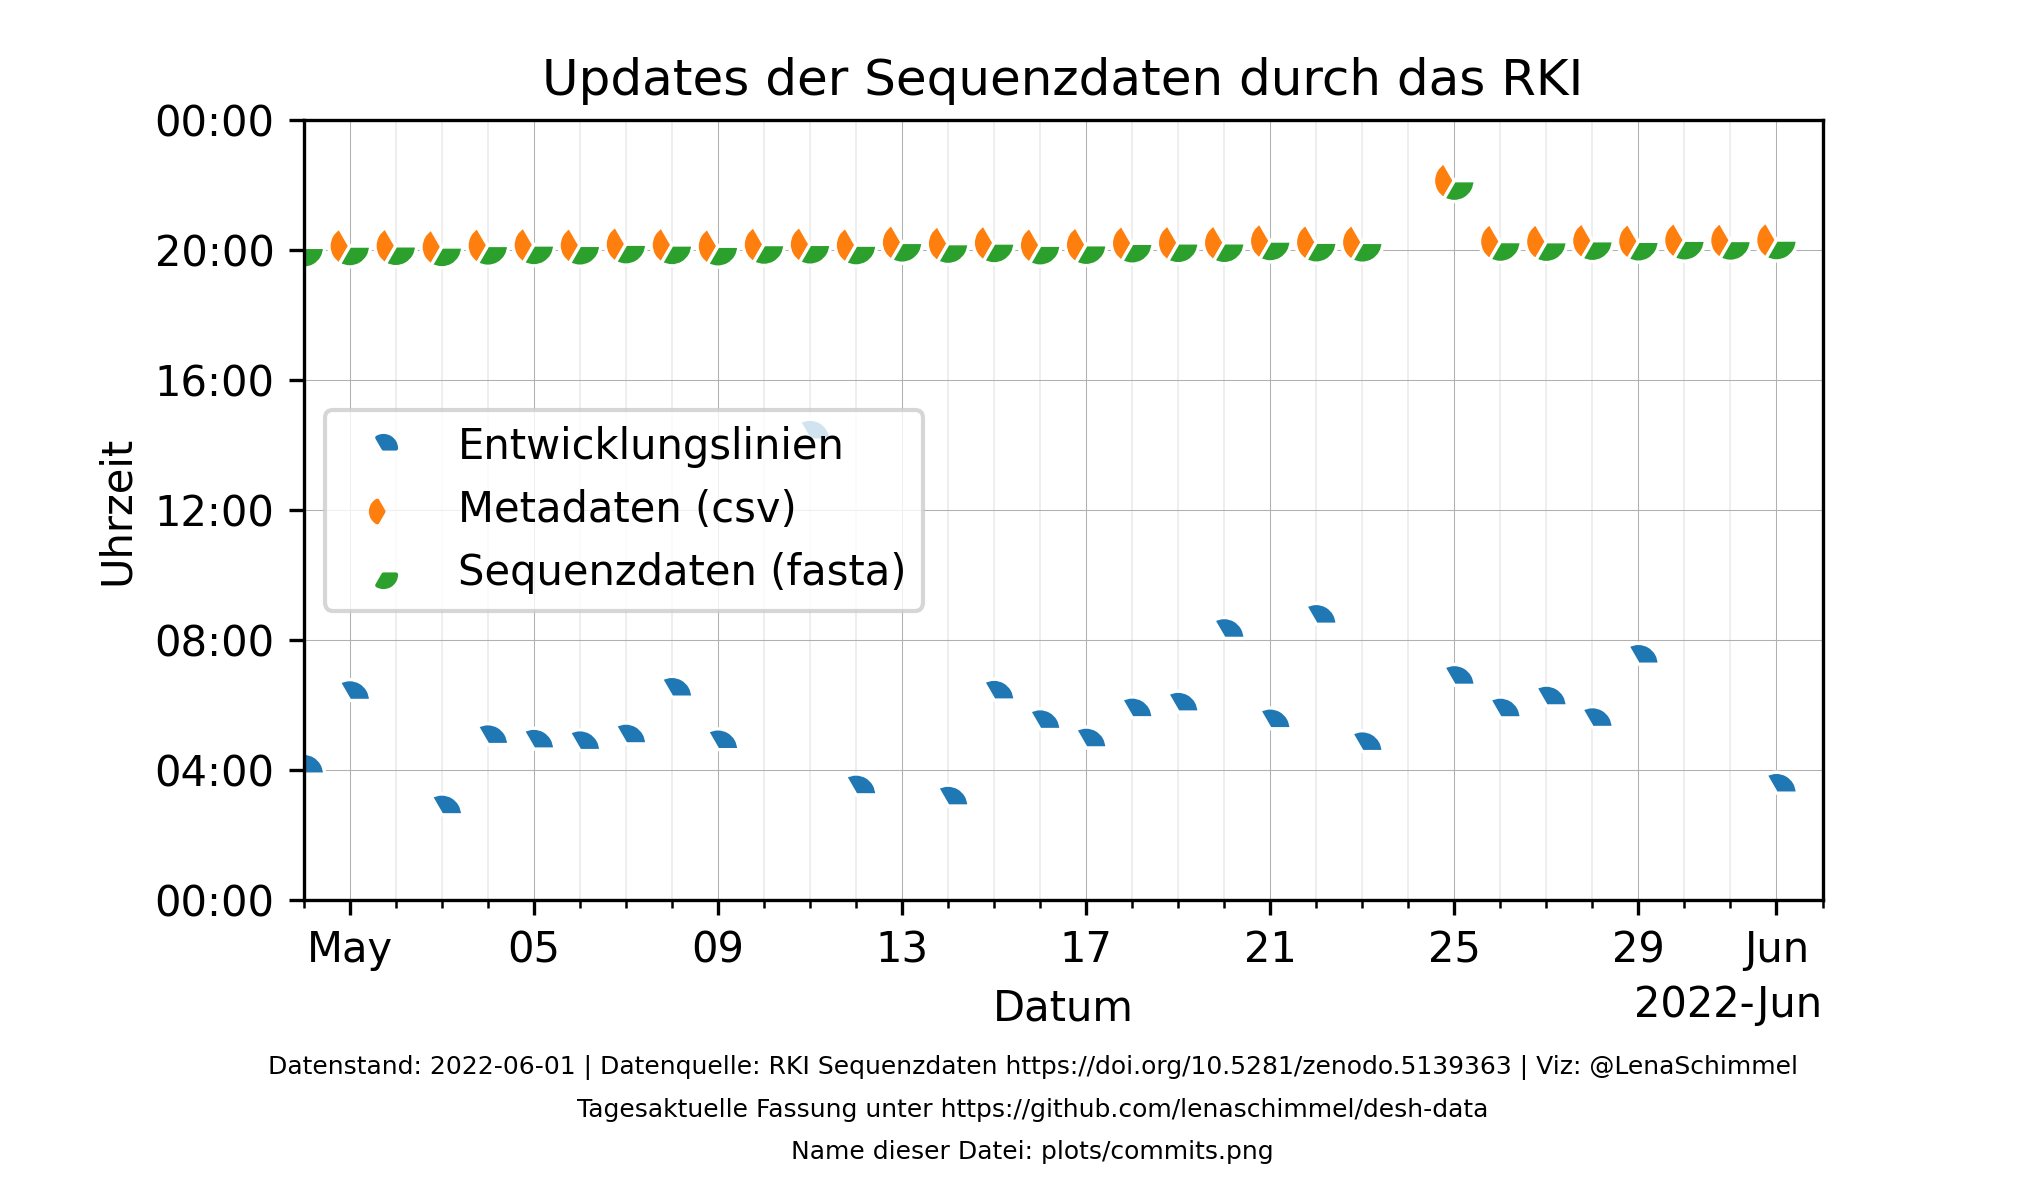 Updates der Sequenzdaten durch das RKI
00:00
20:00
16:00
12:00
08:00
04:00
00:00
Uhrzeit
Entwicklungslinien
Metadaten (csv)
Sequenzdaten (fasta)
May 05 09 13 17 21 25 29 Jun
Datum
2022-Jun
Datenstand: 2022-06-01 | Datenquelle: RKI Sequenzdaten https://doi.org/10.5281/zenodo.5139363 | Viz: @LenaSchimmel
Tagesaktuelle Fassung unter https://github.com/lenaschimmel/desh-data
Name dieser Datei: plots/commits.png